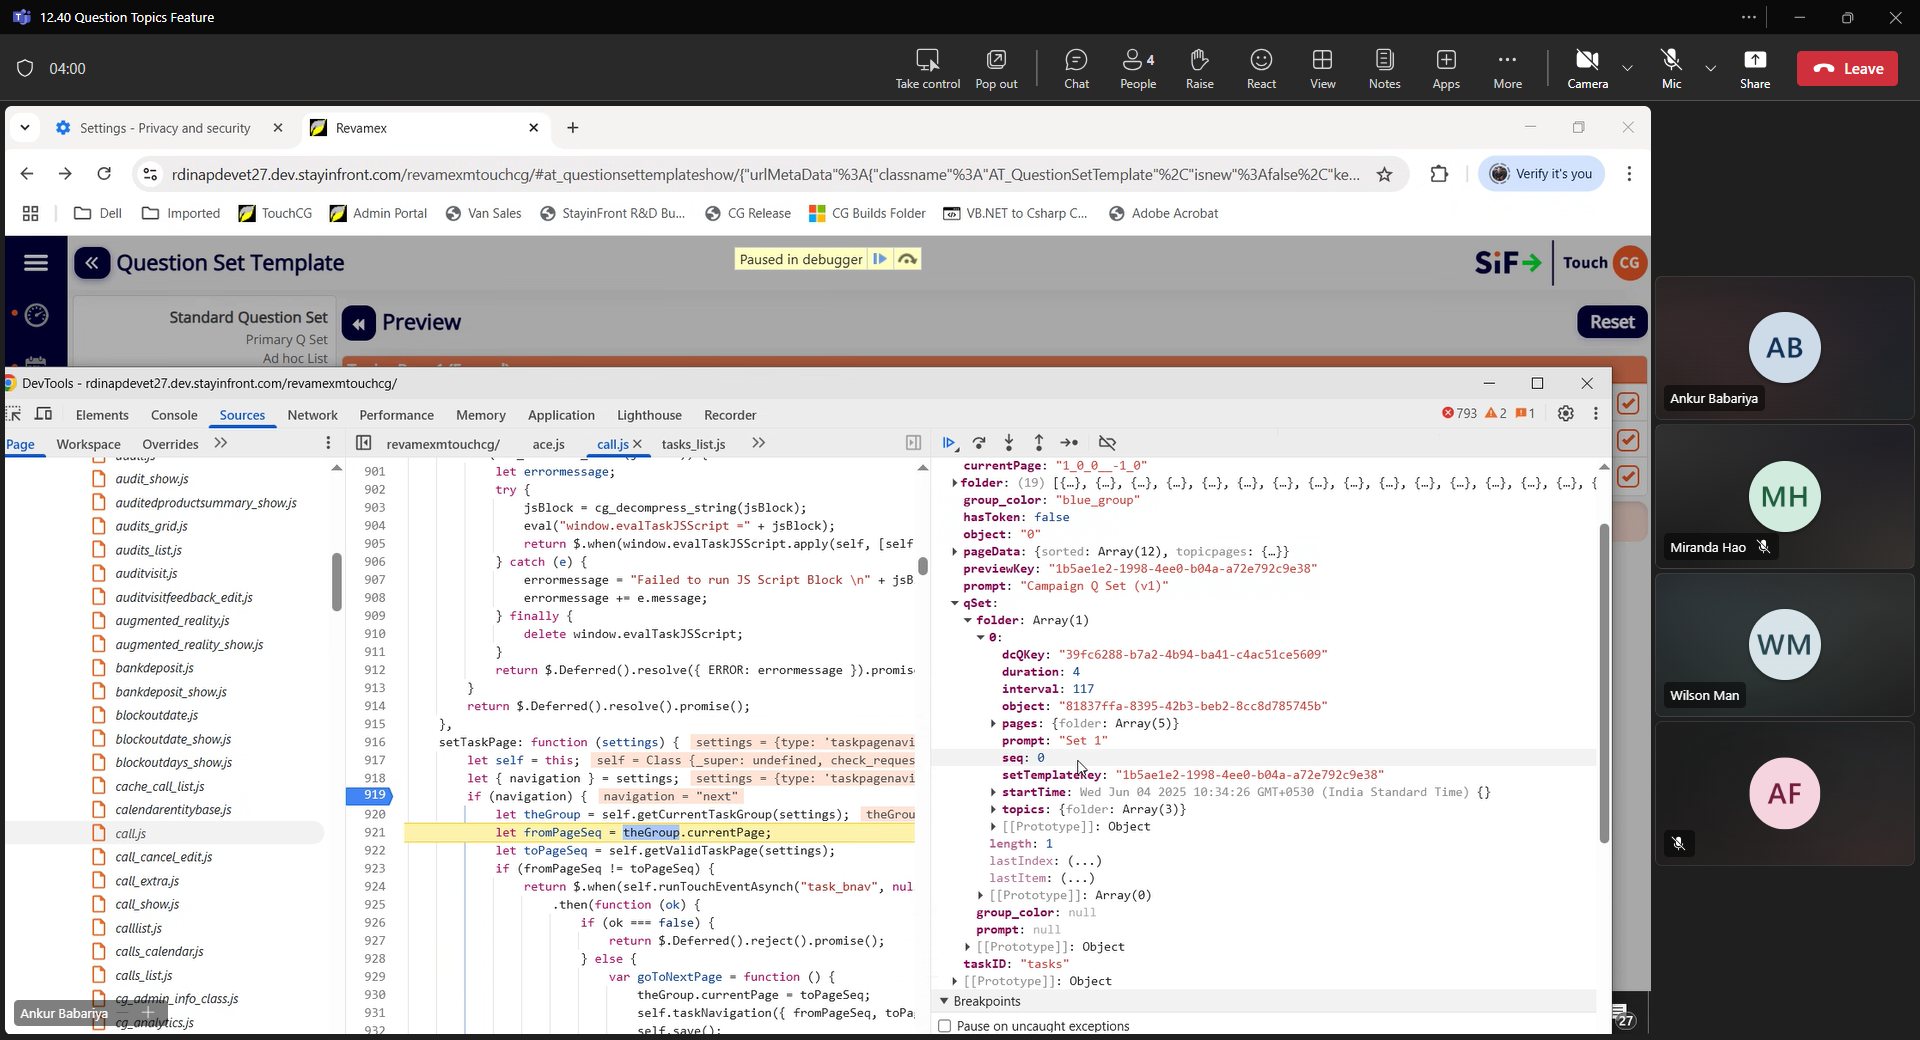 12.40 Question Topics Feature
04:00
Take control
Pop out
Chat
People
4
Raise
React
View
Notes
Apps
More
Camera
Mic
Share
Leave
Settings - Privacy and security
Revamex
rdinapdevet27.dev.stayinfront.com/revamexmtouchcg/#at_questionsettemplateshow/{"urlMetaData"%3A{"classname"%3A"AT_QuestionSetTemplate"%2C"isnew"%3Afalse%2C"ke...
Verify it's you
Dell
Imported
TouchCG
Admin Portal
Van Sales
StayinFront R&D Bu...
CG Release
CG Builds Folder
VB.NET to Csharp C...
Adobe Acrobat
Question Set Template
Paused in debugger
SiF
Touch CG
Standard Question Set
Primary Q Set
Ad hoc List
Preview
Reset
DevTools - rdinapdevet27.dev.stayinfront.com/revamexmtouchcg/
Elements
Console
Sources
Network
Performance
Memory
Application
Lighthouse
Recorder
793
2
1
Page
Workspace
Overrides
revamexmtouchcg/
ace.js
call.js
tasks_list.js
audit_show.js
auditedproductsummary_show.js
audits_grid.js
audits_list.js
auditvisit.js
auditvisitfeedback_edit.js
augmented_reality.js
augmented_reality_show.js
bankdeposit.js
bankdeposit_show.js
blockoutdate.js
blockoutdate_show.js
blockoutdays_show.js
cache_call_list.js
calendarentitybase.js
call.js
call_cancel_edit.js
call_extra.js
call_show.js
calllist.js
calls_calendar.js
calls_list.js
cg_admin_info_class.js
cg_analytics.js
901 let errormessage;
902 try {
903 jsBlock = cg_decompress_string(jsBlock);
904 eval("window.evalTaskJSScript =" + jsBlock);
905 return $.when(window.evalTaskJSScript.apply(self, [self
906 } catch (e) {
907 errormessage = "Failed to run JS Script Block \n" + jsB
908 errormessage += e.message;
909 } finally {
910 delete window.evalTaskJSScript;
911 }
912 return $.Deferred().resolve({ ERROR: errormessage }).promis
913 }
914 return $.Deferred().resolve().promise();
915 },
916 setTaskPage: function (settings) { settings = {type: 'taskpagenavi
917 let self = this; self = Class {_super: undefined, check_reques
918 let { navigation } = settings; settings = {type: 'taskpagenavi
919 if (navigation) { navigation = "next"
920 let theGroup = self.getCurrentTaskGroup(settings); theGrou
921 let fromPageSeq = theGroup.currentPage;
922 let toPageSeq = self.getValidTaskPage(settings);
923 if (fromPageSeq != toPageSeq) {
924 return $.when(self.runTouchEventAsynch("task_bnav", nul
925 .then(function (ok) {
926 if (ok === false) {
927 return $.Deferred().reject().promise();
928 } else {
929 var goToNextPage = function () {
930 theGroup.currentPage = toPageSeq;
931 self.taskNavigation({ fromPageSeq, toPa
932 self.save();
currentPage: "1_0_0__-1_0"
folder: (19) [{…}, {…}, {…}, {…}, {…}, {…}, {…}, {…}, {…}, {…}, {…}, {…}, {…}, {…}, {…}, {
group_color: "blue_group"
hasToken: false
object: "0"
pageData: {sorted: Array(12), topicpages: {…}}
previewKey: "1b5ae1e2-1998-4ee0-b04a-a72e792c9e38"
prompt: "Campaign Q Set (v1)"
qSet:
folder: Array(1)
0:
dcQKey: "39fc6288-b7a2-4b94-ba41-c4ac51ce5609"
duration: 4
interval: 117
object: "81837ffa-8395-42b3-beb2-8cc8d785745b"
pages: {folder: Array(5)}
prompt: "Set 1"
seq: 0
setTemplateKey: "1b5ae1e2-1998-4ee0-b04a-a72e792c9e38"
startTime: Wed Jun 04 2025 10:34:26 GMT+0530 (India Standard Time) {}
topics: {folder: Array(3)}
[[Prototype]]: Object
length: 1
lastIndex: (...)
lastItem: (...)
[[Prototype]]: Array(0)
group_color: null
prompt: null
[[Prototype]]: Object
taskID: "tasks"
[[Prototype]]: Object
Breakpoints
Pause on uncaught exceptions
27
Ankur Babariya
AB
Ankur Babariya
MH
Miranda Hao
WM
Wilson Man
AF